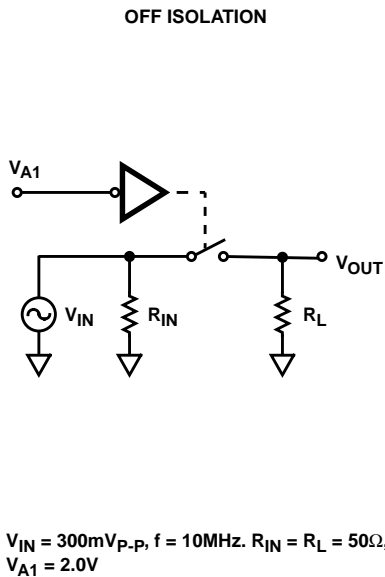 OFF ISOLATION
VA1
VOUT
VIN
RIN
RL
VIN = 300mVP-P, f = 10MHz. RIN = RL = 50Ω,
VA1 = 2.0V